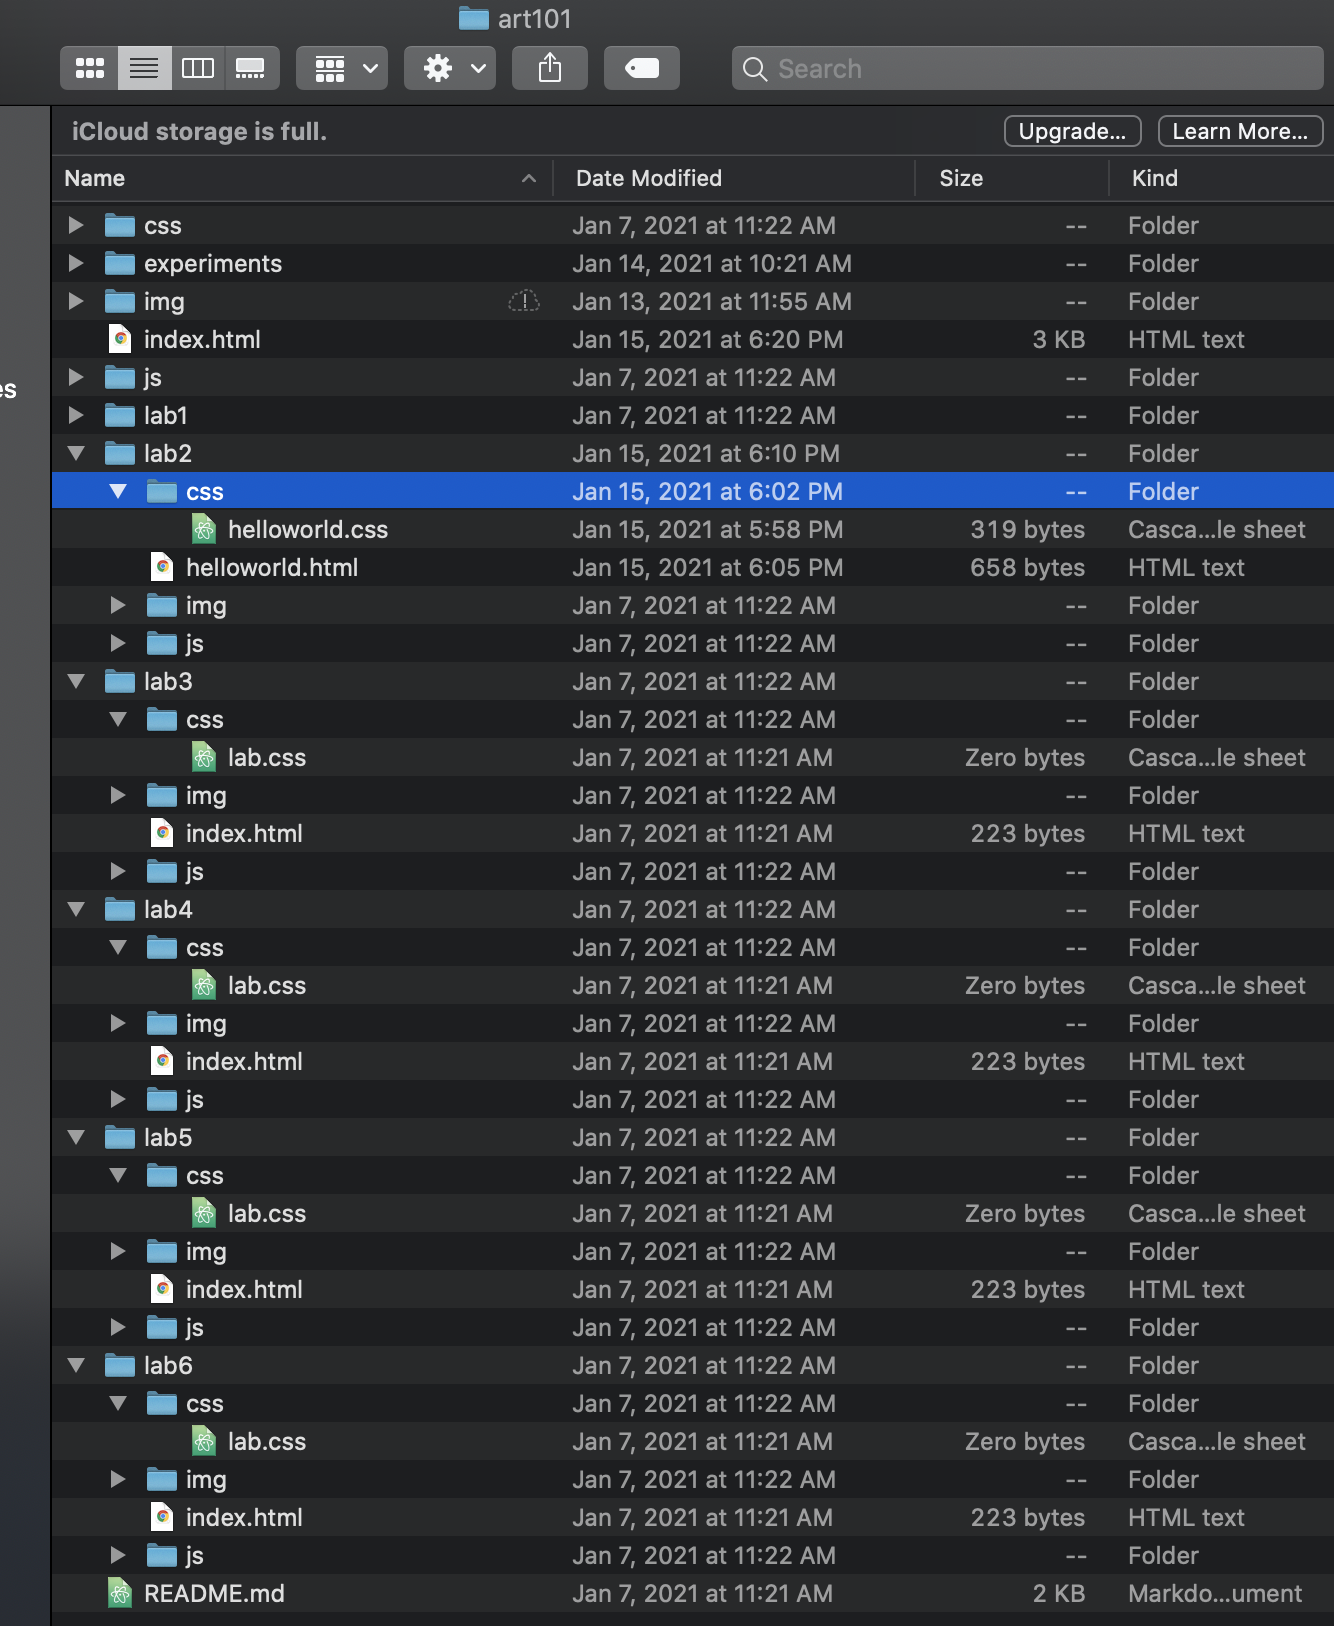 art101
Search
iCloud storage is full. Upgrade... Learn More...
Name Date Modified Size Kind
css Jan 7, 2021 at 11:22 AM -- Folder
experiments Jan 14, 2021 at 10:21 AM -- Folder
img Jan 13, 2021 at 11:55 AM -- Folder
index.html Jan 15, 2021 at 6:20 PM 3 KB HTML text
js Jan 7, 2021 at 11:22 AM -- Folder
es
lab1 Jan 7, 2021 at 11:22 AM -- Folder
lab2 Jan 15, 2021 at 6:10 PM -- Folder
css Jan 15, 2021 at 6:02 PM -- Folder
helloworld.css Jan 15, 2021 at 5:58 PM 319 bytes Casca...le sheet
helloworld.html Jan 15, 2021 at 6:05 PM 658 bytes HTML text
img Jan 7, 2021 at 11:22 AM -- Folder
js Jan 7, 2021 at 11:22 AM -- Folder
lab3 Jan 7, 2021 at 11:22 AM -- Folder
css Jan 7, 2021 at 11:22 AM -- Folder
lab.css Jan 7, 2021 at 11:21 AM Zero bytes Casca...le sheet
img Jan 7, 2021 at 11:22 AM -- Folder
index.html Jan 7, 2021 at 11:21 AM 223 bytes HTML text
js Jan 7, 2021 at 11:22 AM -- Folder
lab4 Jan 7, 2021 at 11:22 AM -- Folder
css Jan 7, 2021 at 11:22 AM -- Folder
lab.css Jan 7, 2021 at 11:21 AM Zero bytes Casca...le sheet
img Jan 7, 2021 at 11:22 AM -- Folder
index.html Jan 7, 2021 at 11:21 AM 223 bytes HTML text
js Jan 7, 2021 at 11:22 AM -- Folder
lab5 Jan 7, 2021 at 11:22 AM -- Folder
css Jan 7, 2021 at 11:22 AM -- Folder
lab.css Jan 7, 2021 at 11:21 AM Zero bytes Casca...le sheet
img Jan 7, 2021 at 11:22 AM -- Folder
index.html Jan 7, 2021 at 11:21 AM 223 bytes HTML text
js Jan 7, 2021 at 11:22 AM -- Folder
lab6 Jan 7, 2021 at 11:22 AM -- Folder
css Jan 7, 2021 at 11:22 AM -- Folder
lab.css Jan 7, 2021 at 11:21 AM Zero bytes Casca...le sheet
img Jan 7, 2021 at 11:22 AM -- Folder
index.html Jan 7, 2021 at 11:21 AM 223 bytes HTML text
js Jan 7, 2021 at 11:22 AM -- Folder
README.md Jan 7, 2021 at 11:21 AM 2 KB Markdo...ument